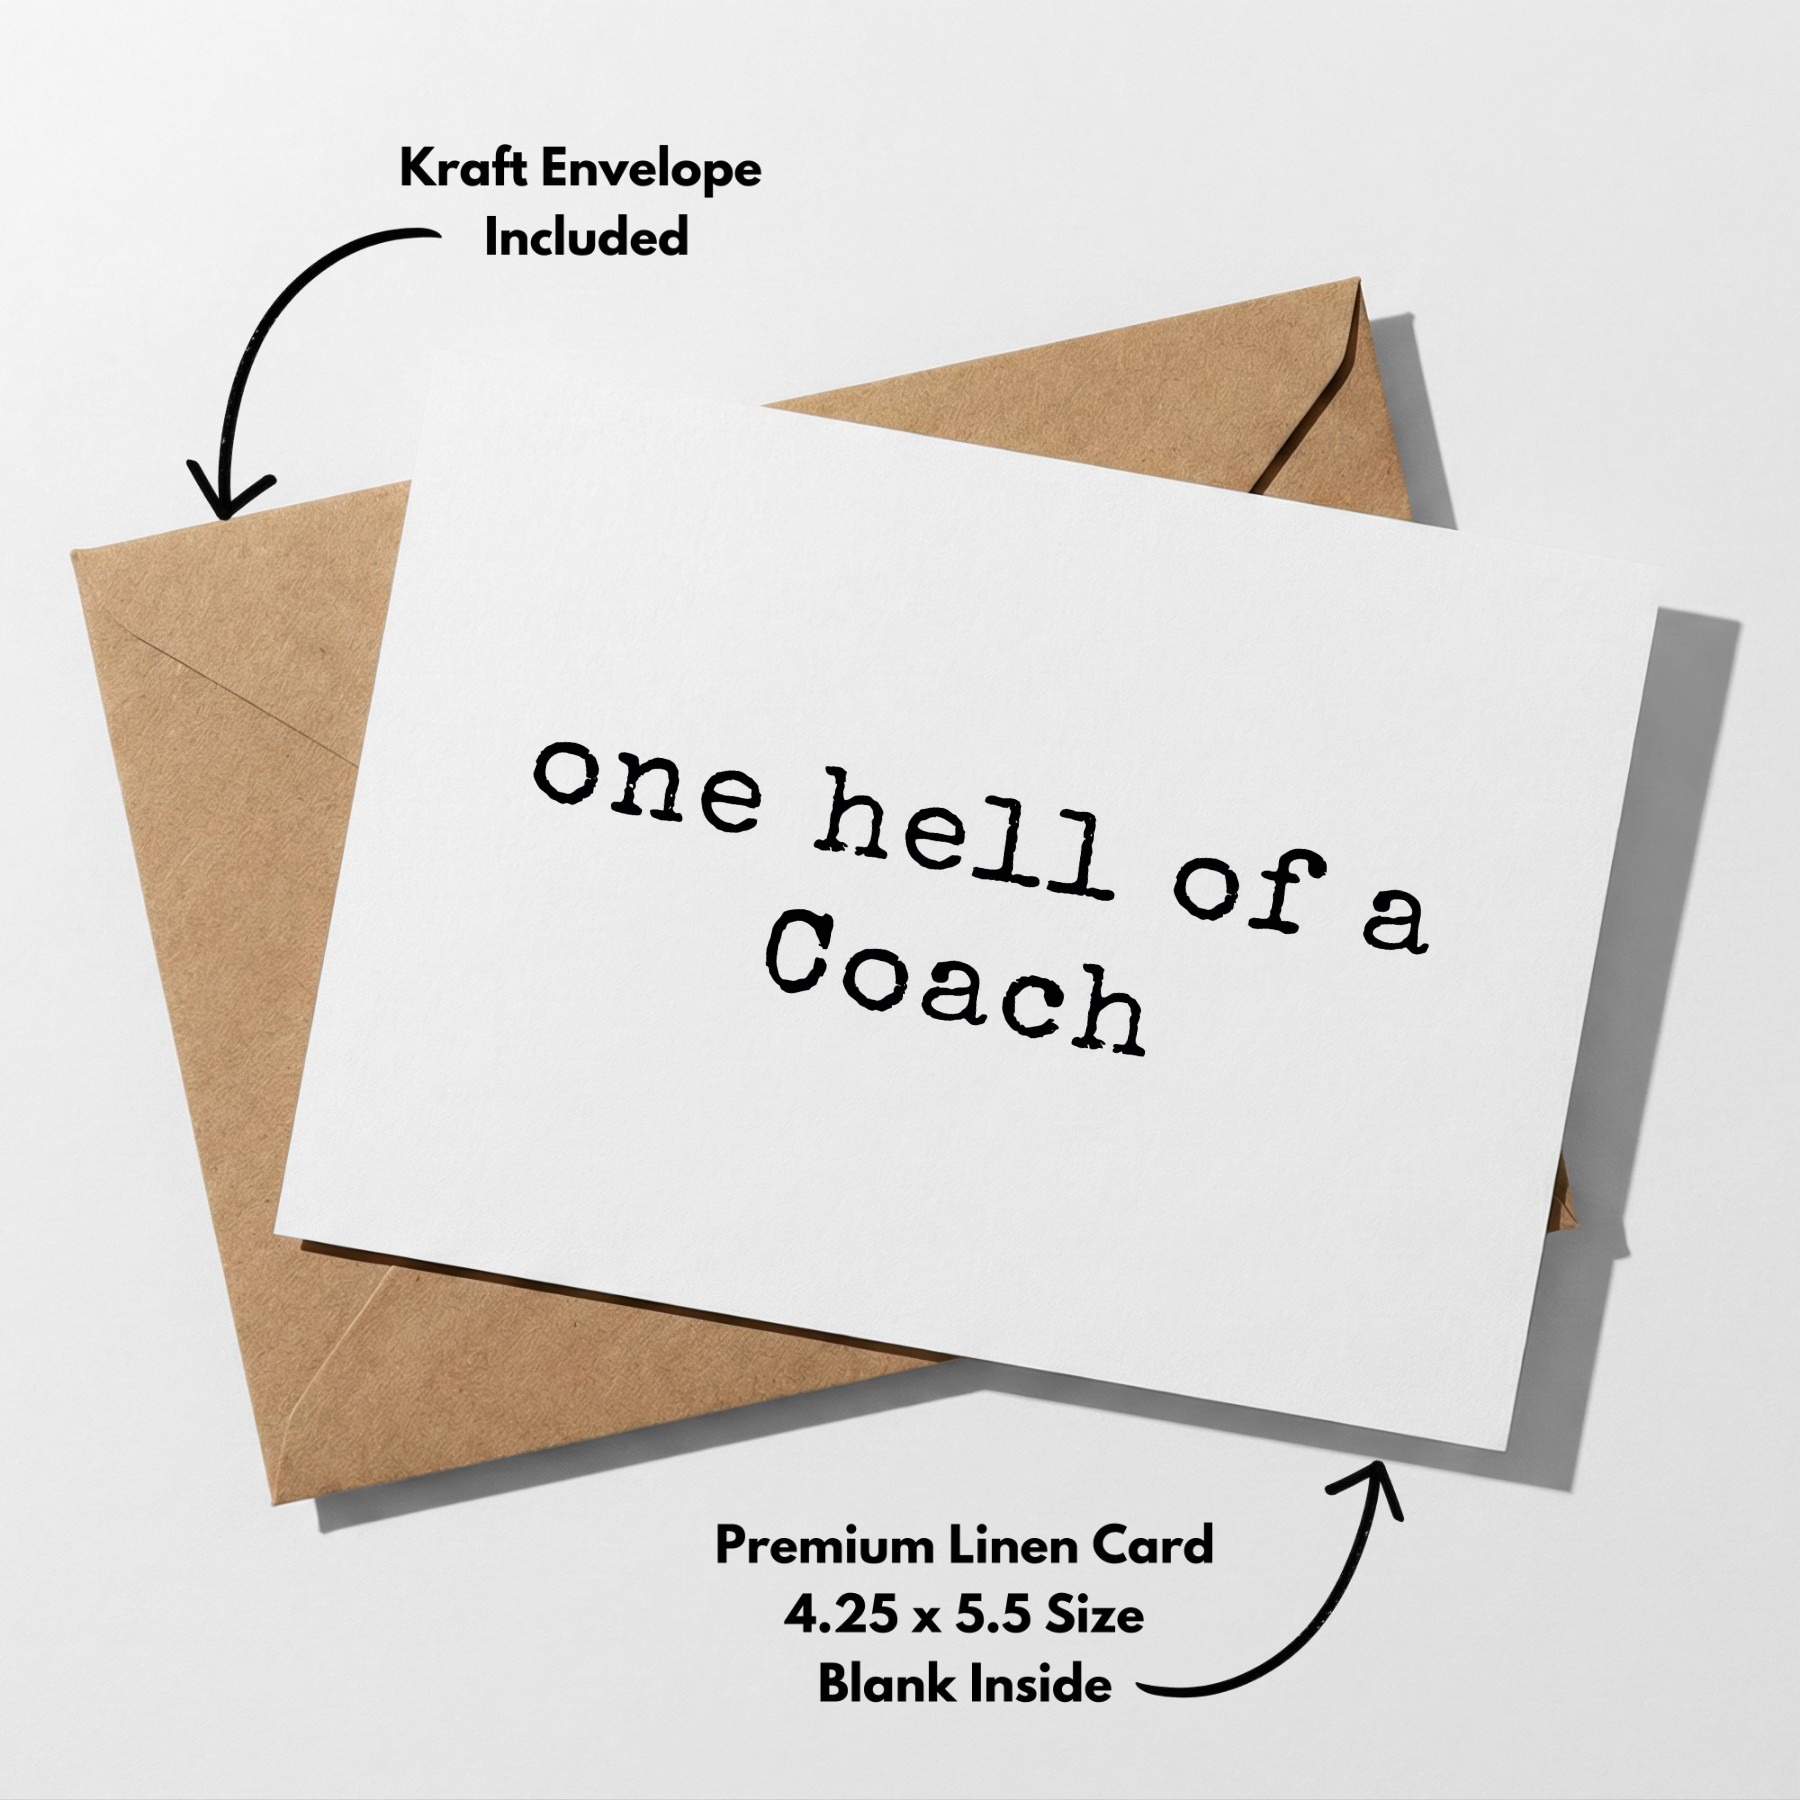 Kraft Envelope
Included
one hell of a
Coach
Premium Linen Card
4.25 x 5.5 Size
Blank Inside